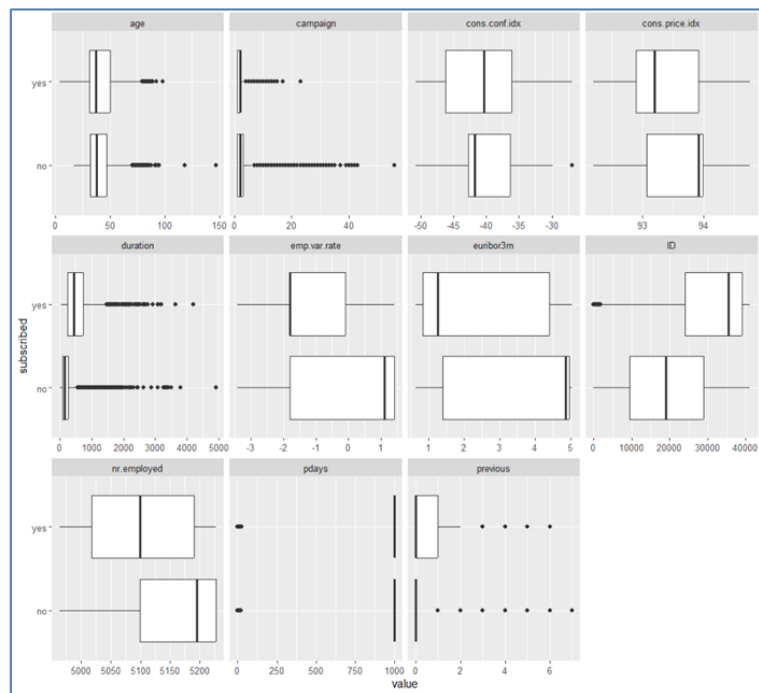 age campaign cons.conf.idx cons.price.idx
yes
no
0 50 100 150 0 20 40 -50 -45 -40 -35 -30 93 94
duration emp.var.rate euribor3m ID
yes
no
0 1000 2000 3000 4000 5000 -3 -2 -1 0 1 1 2 3 4 5 0 10000 20000 30000 40000
subscribed
nr.employed pdays previous
yes
no
5000 5050 5100 5150 5200 0 250 500 750 1000 0 2 4 6
value